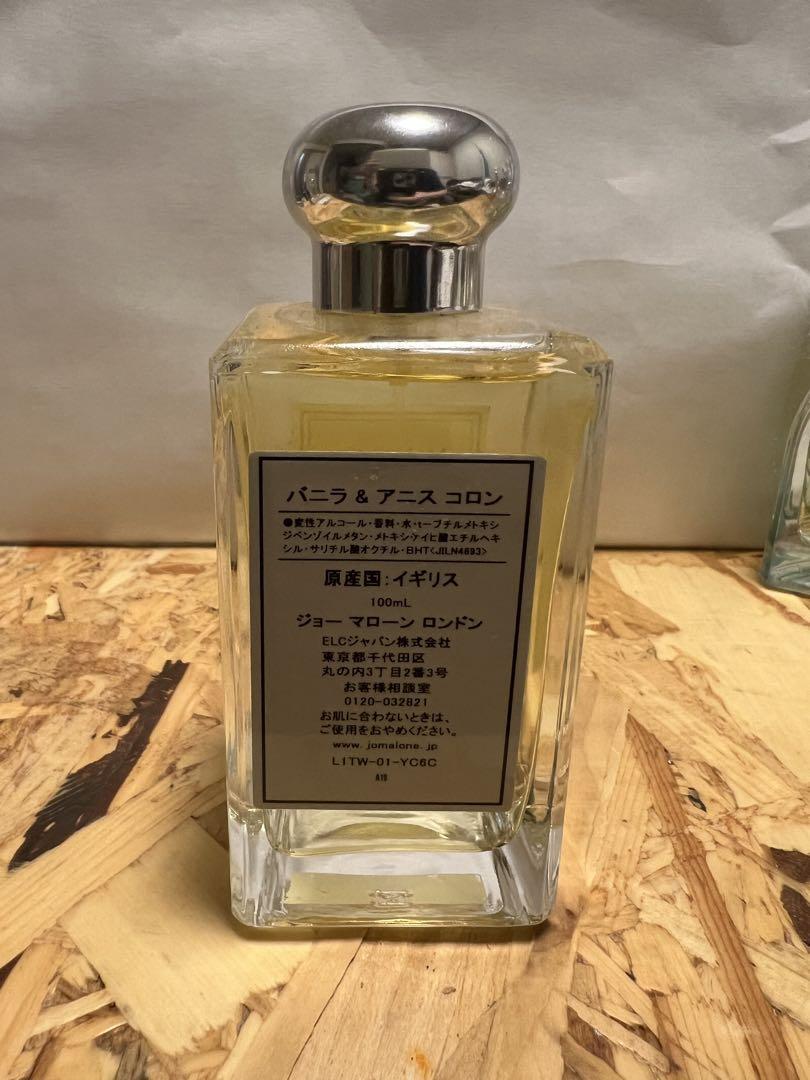 バニラ & アニス コロン
●変性アルコール・香料・水・t-ブチルメトキシ
ジベンゾイルメタン・メトキシケイヒ酸エチルヘキ
シル・サリチル酸オクチル・BHT<JILN4693>
原産国:イギリス
100mL
ジョー マローン ロンドン
ELCジャパン株式会社
東京都千代田区
丸の内3丁目2番3号
お客様相談室
0120-032821
お肌に合わないときは、
ご使用をおやめください。
www.jomalone.jp
L1TW-01-YC6C